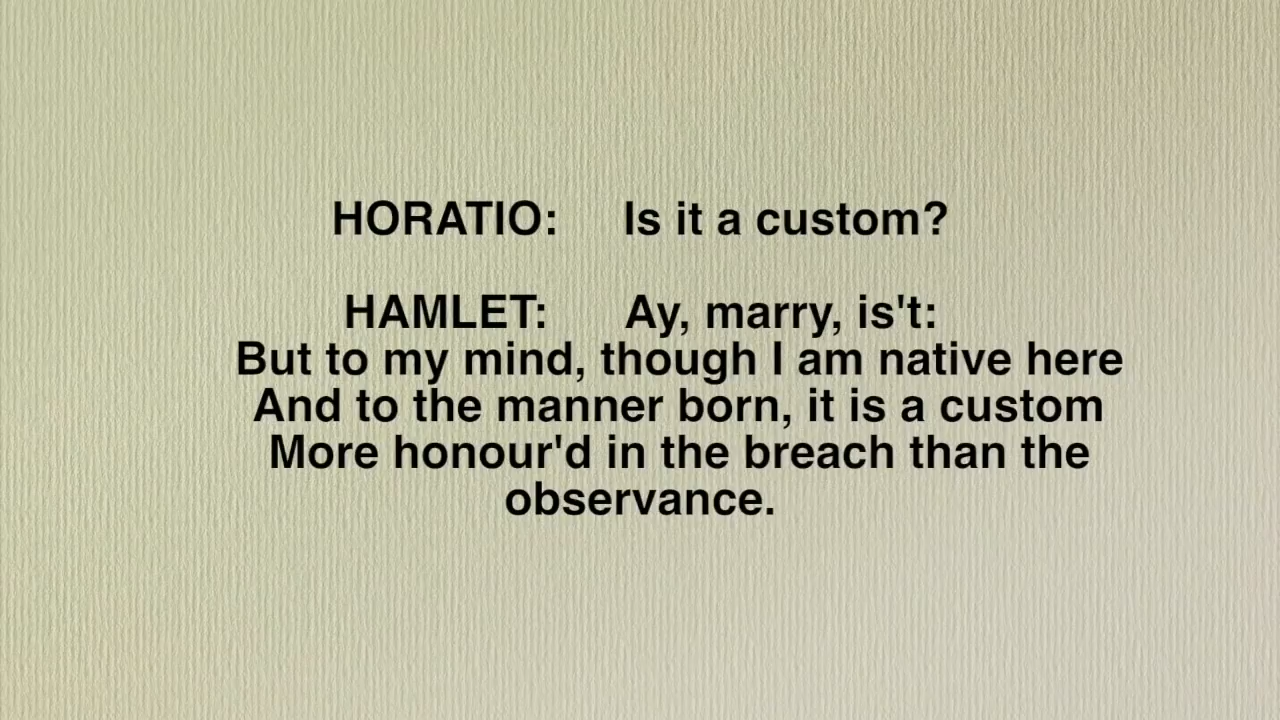 HORATIO: Is it a custom?
HAMLET: Ay, marry, is't:
But to my mind, though I am native here
And to the manner born, it is a custom
More honour'd in the breach than the
observance.